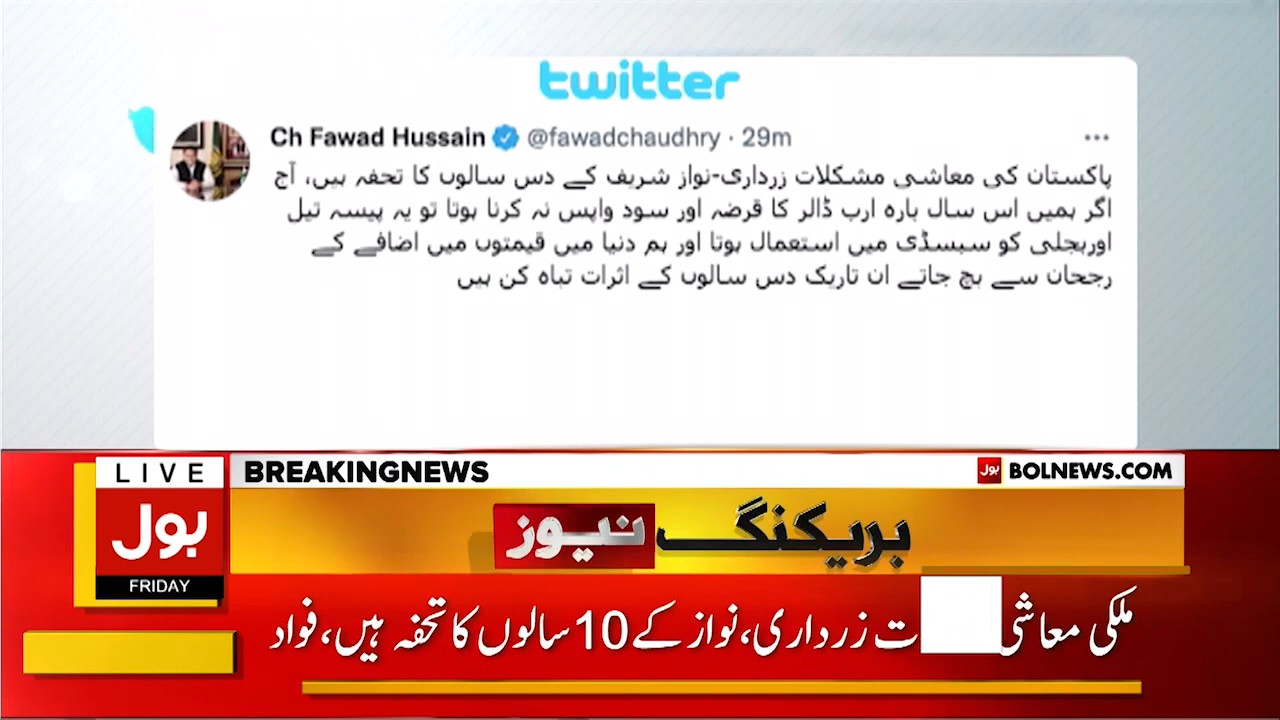 twitter
Ch Fawad Hussain @fawadchaudhry · 29m
پاکستان کی معاشی مشکلات زرداری-نواز شریف کے دس سالوں کا تحفہ ہیں، آج
اگر ہمیں اس سال بارہ ارب ڈالر کا قرضہ اور سود واپس نہ کرنا ہوتا تو یہ پیسہ تیل
اوربجلی کو سبسڈی میں استعمال ہوتا اور ہم دنیا میں قیمتوں میں اضافے کے
رجحان سے بچ جاتے ان تاریک دس سالوں کے اثرات تباہ کن ہیں
LIVE
BREAKINGNEWS
بول BOLNEWS.COM
بول
FRIDAY
بریکنگ نیوز
ملکی معاشی زرداری، نواز کے 10 سالوں کا تحفہ ہیں، فواد